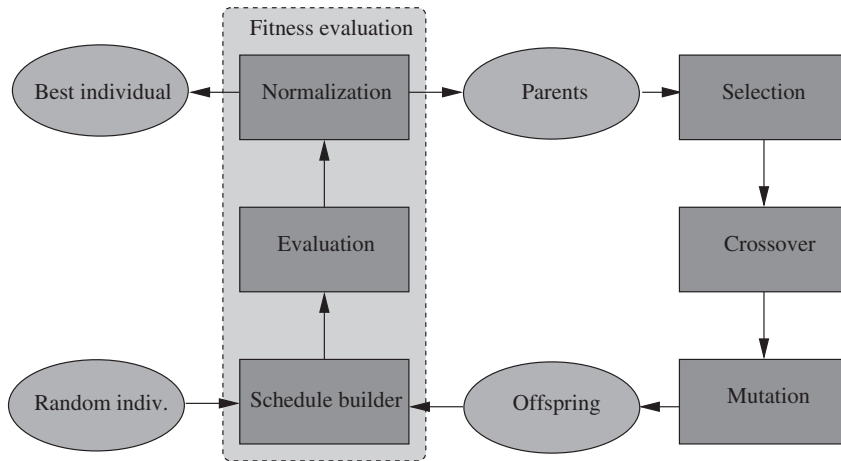 Fitness evaluation
Best individual
Normalization
Parents
Selection
Evaluation
Crossover
Random indiv.
Schedule builder
Offspring
Mutation